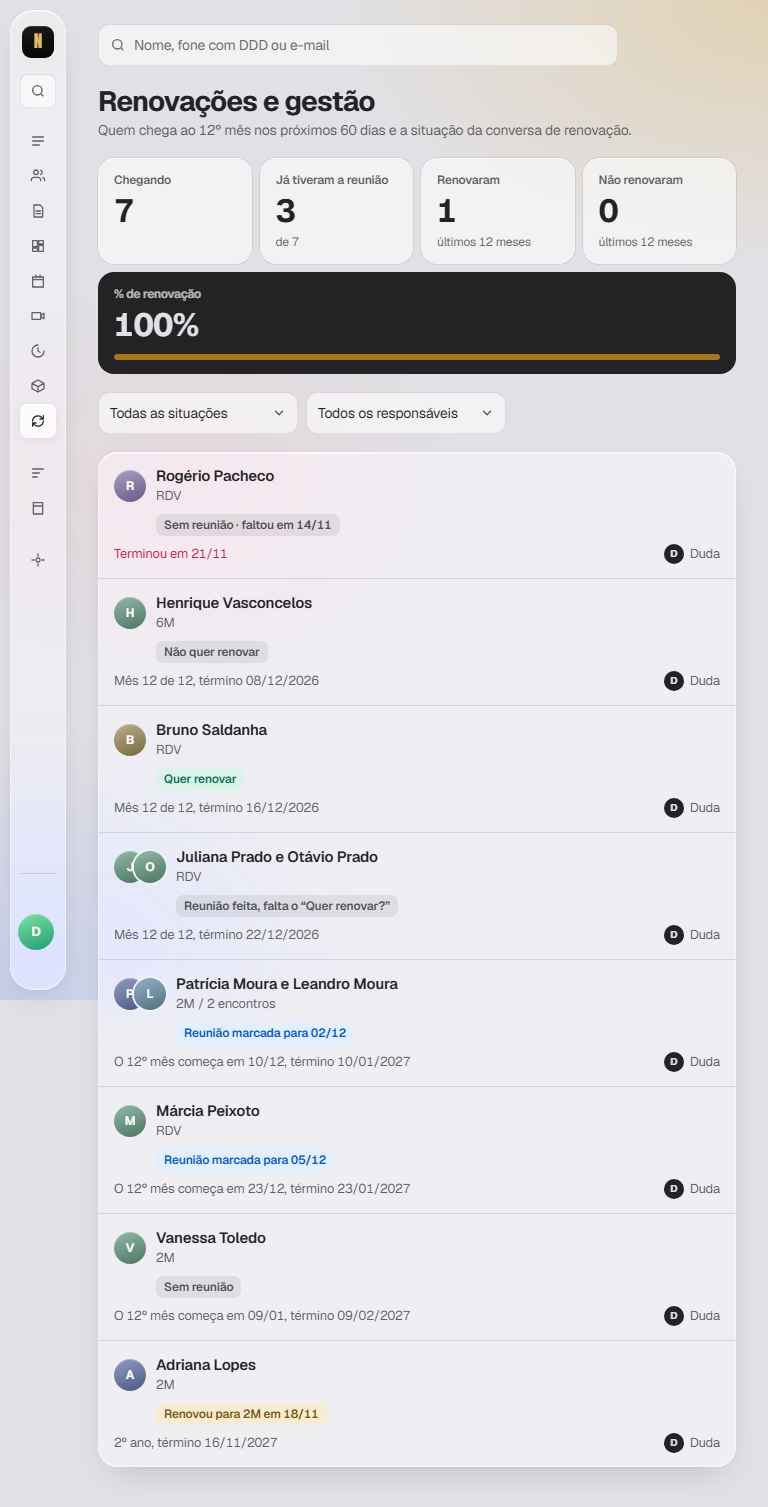 N
Nome, fone com DDD ou e-mail
Renovações e gestão
Quem chega ao 12º mês nos próximos 60 dias e a situação da conversa de renovação.
Chegando
7
Já tiveram a reunião
3
de 7
Renovaram
1
últimos 12 meses
Não renovaram
0
últimos 12 meses
% de renovação
100%
Todas as situações
Todos os responsáveis
R
Rogério Pacheco
RDV
Sem reunião · faltou em 14/11
Terminou em 21/11
D Duda
H
Henrique Vasconcelos
6M
Não quer renovar
Mês 12 de 12, término 08/12/2026
D Duda
B
Bruno Saldanha
RDV
Quer renovar
Mês 12 de 12, término 16/12/2026
D Duda
J O
Juliana Prado e Otávio Prado
RDV
Reunião feita, falta o “Quer renovar?”
Mês 12 de 12, término 22/12/2026
D Duda
P L
Patrícia Moura e Leandro Moura
2M / 2 encontros
Reunião marcada para 02/12
O 12º mês começa em 10/12, término 10/01/2027
D Duda
M
Márcia Peixoto
RDV
Reunião marcada para 05/12
O 12º mês começa em 23/12, término 23/01/2027
D Duda
V
Vanessa Toledo
2M
Sem reunião
O 12º mês começa em 09/01, término 09/02/2027
D Duda
A
Adriana Lopes
2M
Renovou para 2M em 18/11
2º ano, término 16/11/2027
D Duda
D